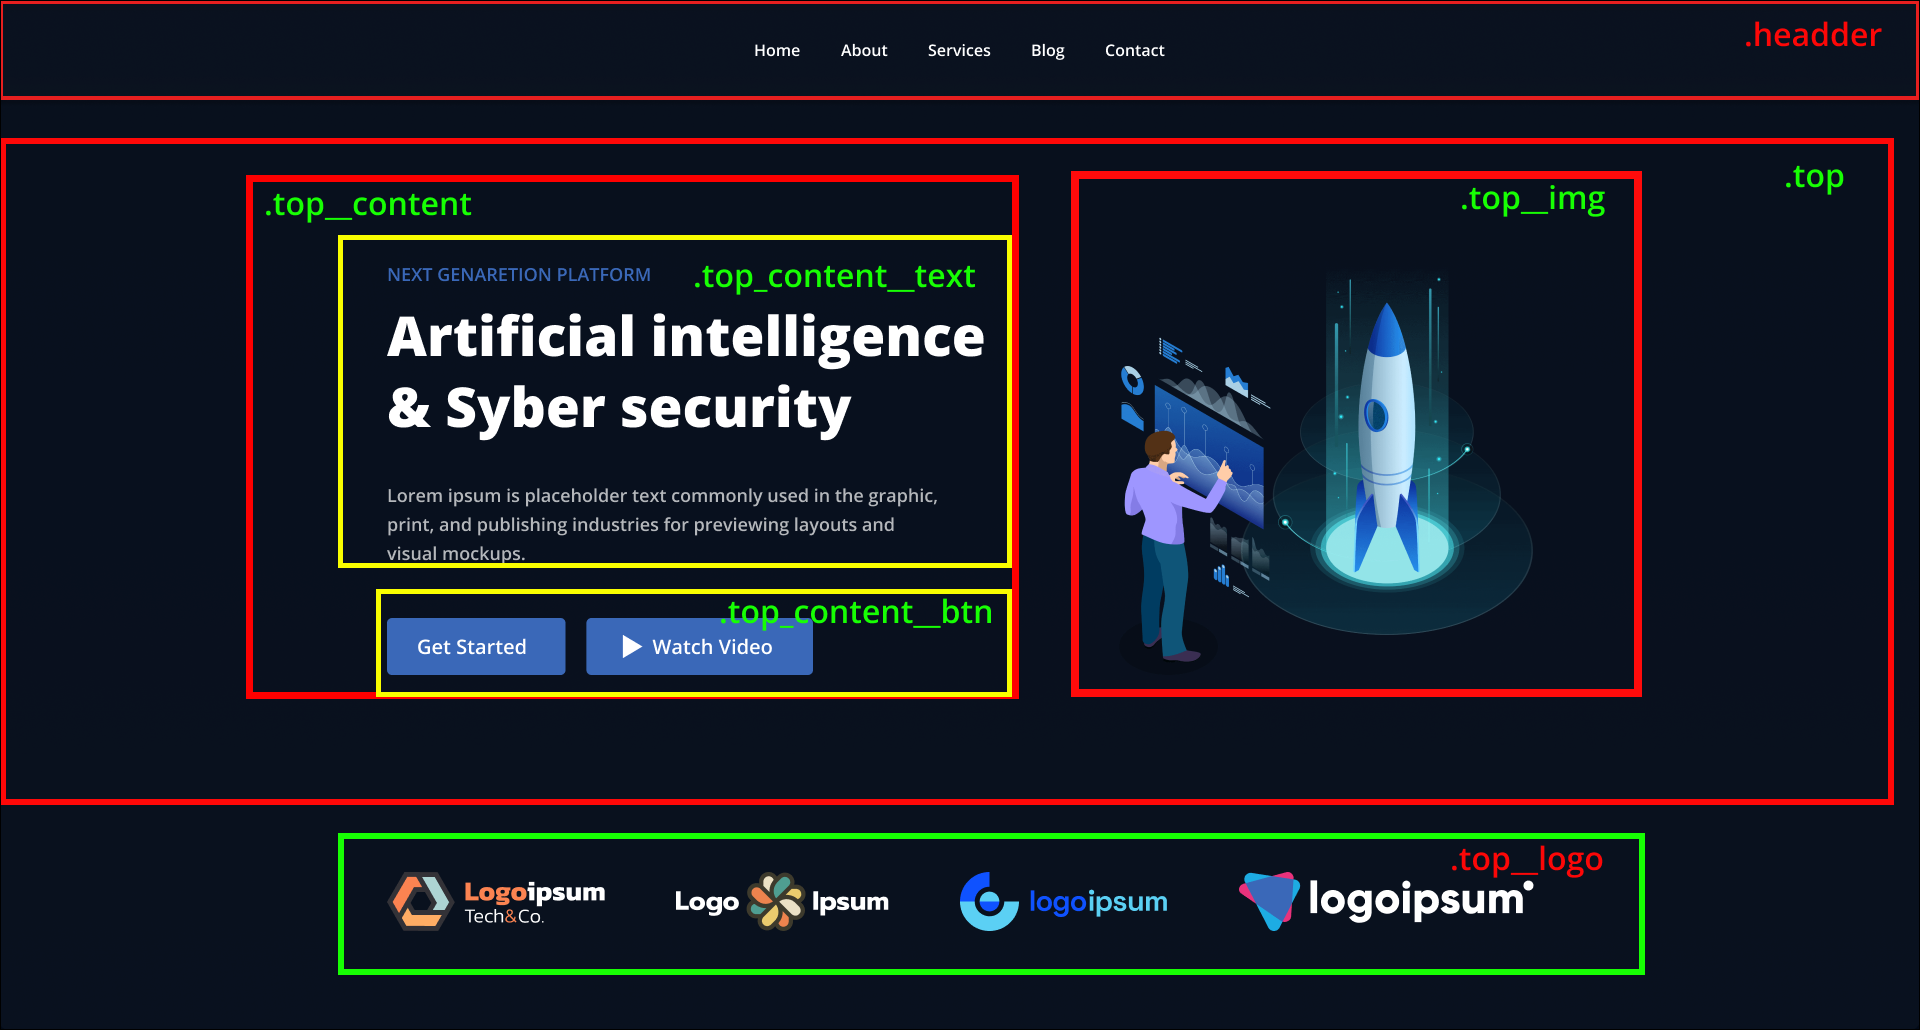 Home About Services Blog Contact
.headder
.top
.top__content
.top__img
NEXT GENARETION PLATFORM
.top_content__text
Artificial intelligence
& Syber security
Lorem ipsum is placeholder text commonly used in the graphic,
print, and publishing industries for previewing layouts and
visual mockups.
.top_content__btn
Get Started
Watch Video
.top__logo
Logoipsum
Tech&Co.
Logo Ipsum
logoipsum
logoipsum